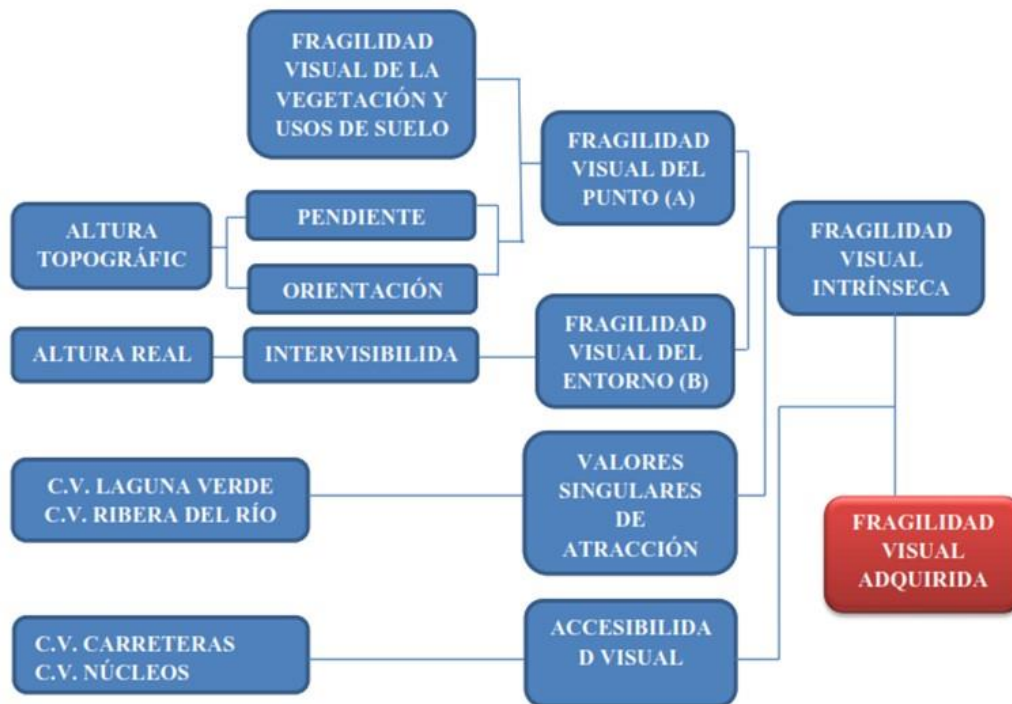 FRAGILIDAD
VISUAL DE LA
VEGETACIÓN Y
USOS DE SUELO
FRAGILIDAD
VISUAL DEL
PUNTO (A)
ALTURA
TOPOGRÁFIC
PENDIENTE
ORIENTACIÓN
FRAGILIDAD
VISUAL
INTRÍNSECA
ALTURA REAL
INTERVISIBILIDA
FRAGILIDAD
VISUAL DEL
ENTORNO (B)
C.V. LAGUNA VERDE
C.V. RIBERA DEL RÍO
VALORES
SINGULARES
DE
ATRACCIÓN
FRAGILIDAD
VISUAL
ADQUIRIDA
C.V. CARRETERAS
C.V. NÚCLEOS
ACCESIBILIDA
D VISUAL